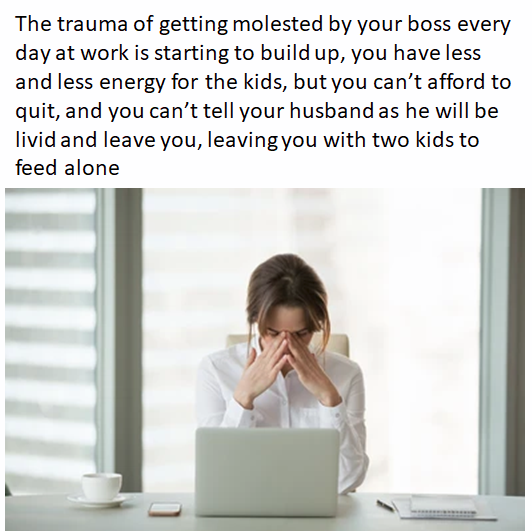 The trauma of getting molested by your boss every
day at work is starting to build up, you have less
and less energy for the kids, but you can’t afford to
quit, and you can’t tell your husband as he will be
livid and leave you, leaving you with two kids to
feed alone